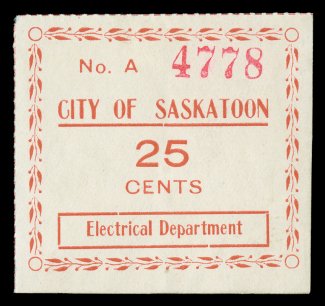 No. A 4778
CITY OF SASKATOON
25
CENTS
Electrical Department